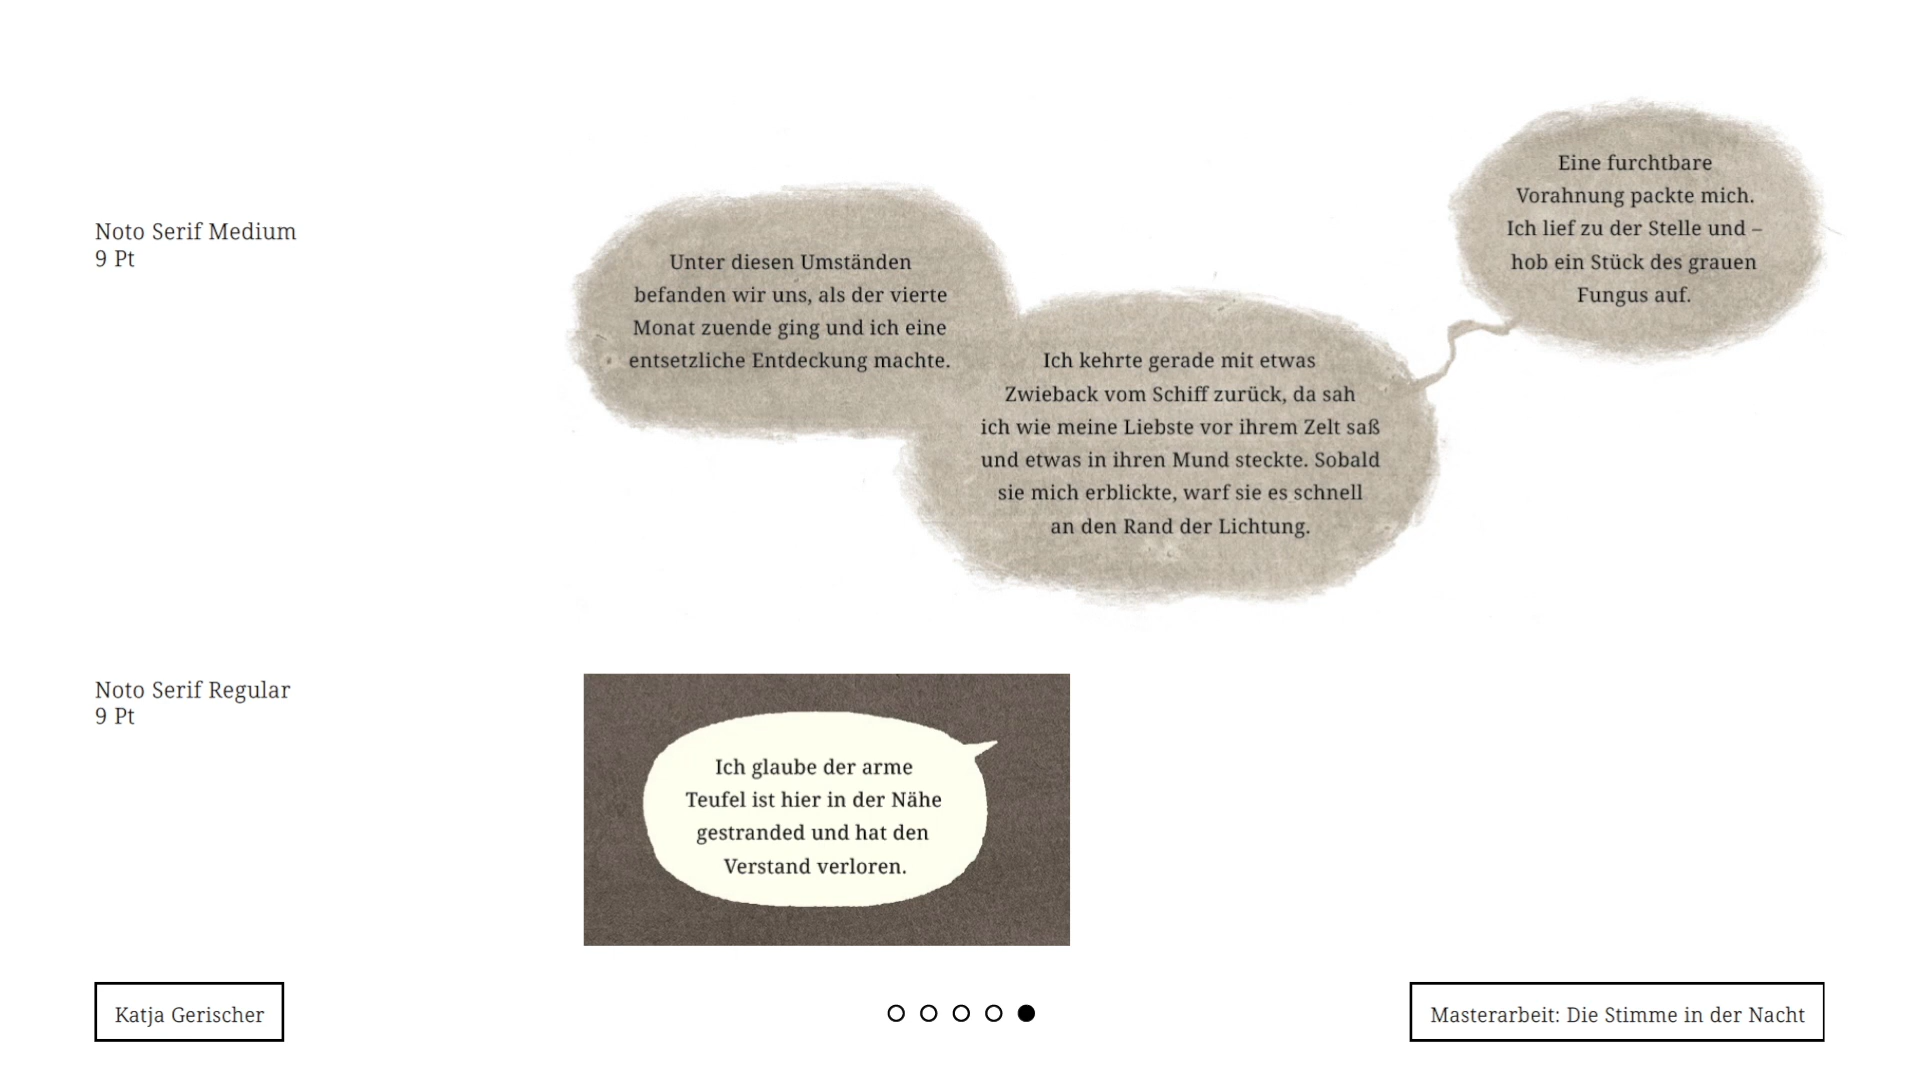 Noto Serif Medium
9 Pt
Unter diesen Umständen
befanden wir uns, als der vierte
Monat zuende ging und ich eine
entsetzliche Entdeckung machte.
Ich kehrte gerade mit etwas
Zwieback vom Schiff zurück, da sah
ich wie meine Liebste vor ihrem Zelt saß
und etwas in ihren Mund steckte. Sobald
sie mich erblickte, warf sie es schnell
an den Rand der Lichtung.
Eine furchtbare
Vorahnung packte mich.
Ich lief zu der Stelle und –
hob ein Stück des grauen
Fungus auf.
Noto Serif Regular
9 Pt
Ich glaube der arme
Teufel ist hier in der Nähe
gestranded und hat den
Verstand verloren.
Katja Gerischer
Masterarbeit: Die Stimme in der Nacht